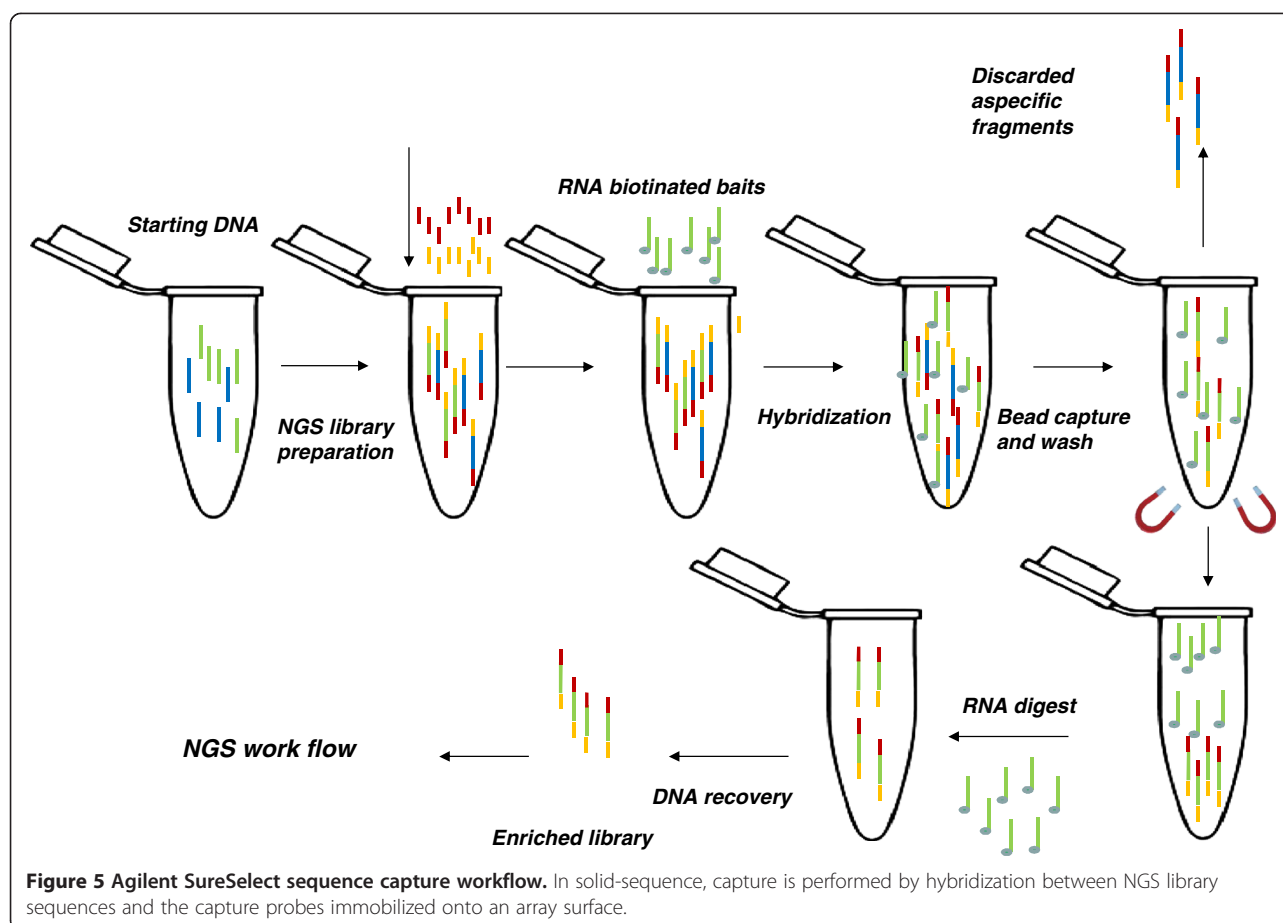 Discarded
aspecific
fragments
RNA biotinated baits
Starting DNA
NGS library
preparation
Hybridization
Bead capture
and wash
RNA digest
NGS work flow
DNA recovery
Enriched library
Figure 5 Agilent SureSelect sequence capture workflow. In solid-sequence, capture is performed by hybridization between NGS library
sequences and the capture probes immobilized onto an array surface.